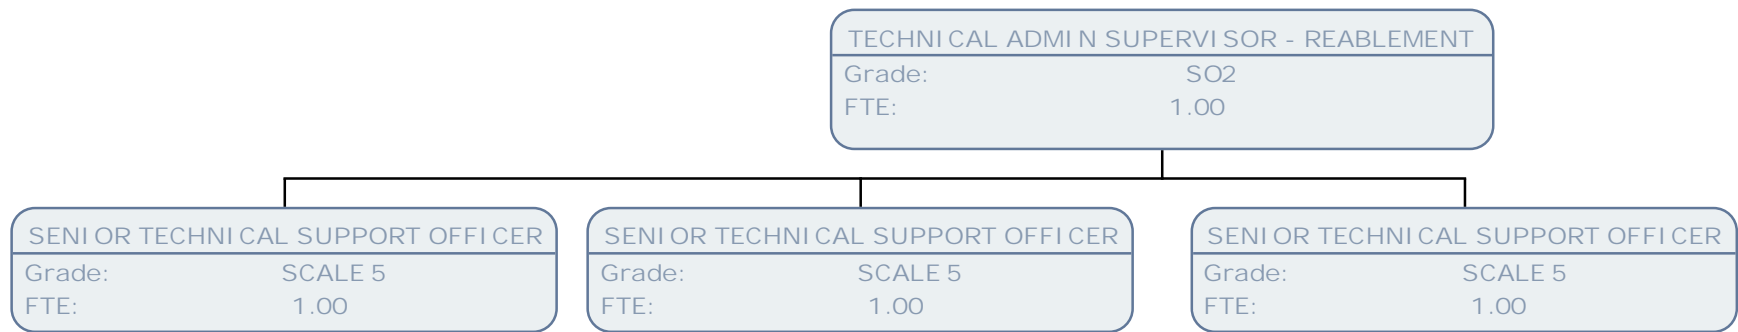 TECHNICAL ADMIN SUPERVISOR - REABLEMENT
Grade: SO2
FTE: 1.00
SENIOR TECHNICAL SUPPORT OFFICER
Grade: SCALE 5
FTE: 1.00
SENIOR TECHNICAL SUPPORT OFFICER
Grade: SCALE 5
FTE: 1.00
SENIOR TECHNICAL SUPPORT OFFICER
Grade: SCALE 5
FTE: 1.00